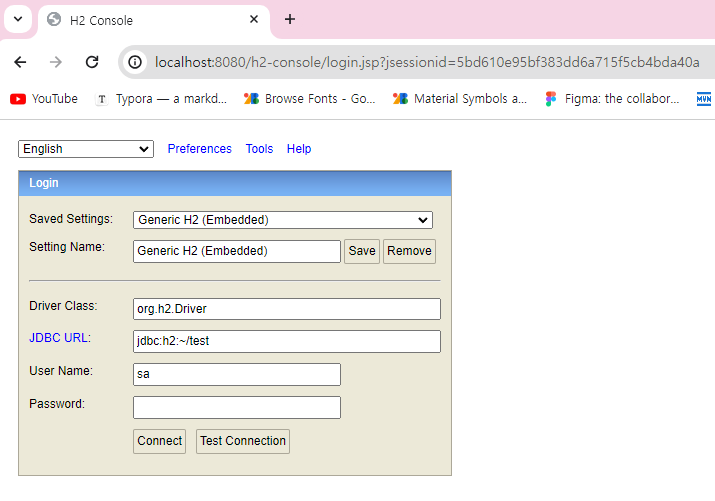 H2 Console
localhost:8080/h2-console/login.jsp?jsessionid=5bd610e95bf383dd6a715f5cb4bda40a
YouTube T Typora — a markd... Browse Fonts - Go... Material Symbols a... Figma: the collabor... MVN
English Preferences Tools Help
Login
Saved Settings: Generic H2 (Embedded)
Setting Name: Generic H2 (Embedded) Save Remove
Driver Class: org.h2.Driver
JDBC URL: jdbc:h2:~/test
User Name: sa
Password:
Connect Test Connection